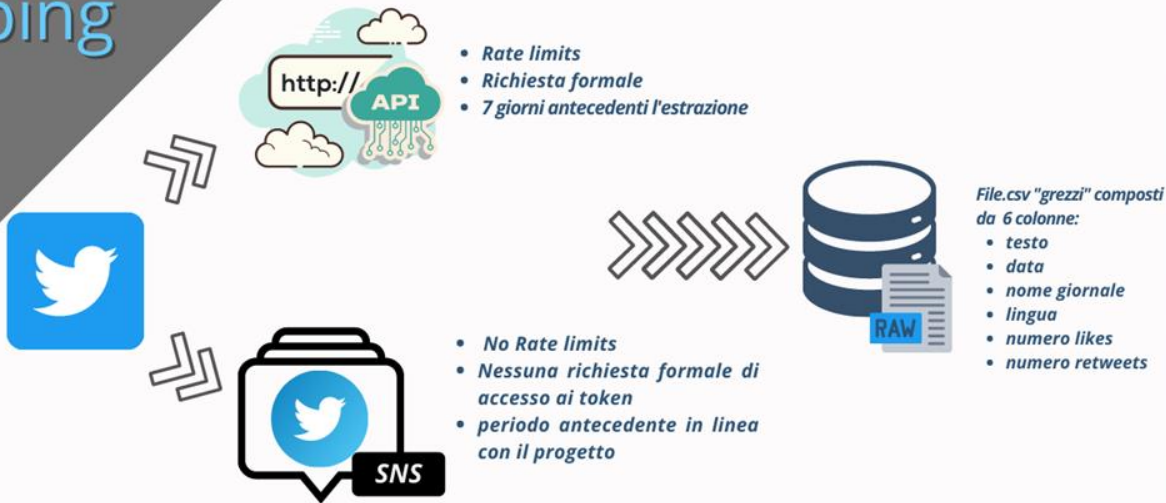 http://
API
• Rate limits
• Richiesta formale
• 7 giorni antecedenti l'estrazione
SNS
• No Rate limits
• Nessuna richiesta formale di
accesso ai token
• periodo antecedente in linea
con il progetto
RAW
File.csv "grezzi" composti
da 6 colonne:
• testo
• data
• nome giornale
• lingua
• numero likes
• numero retweets